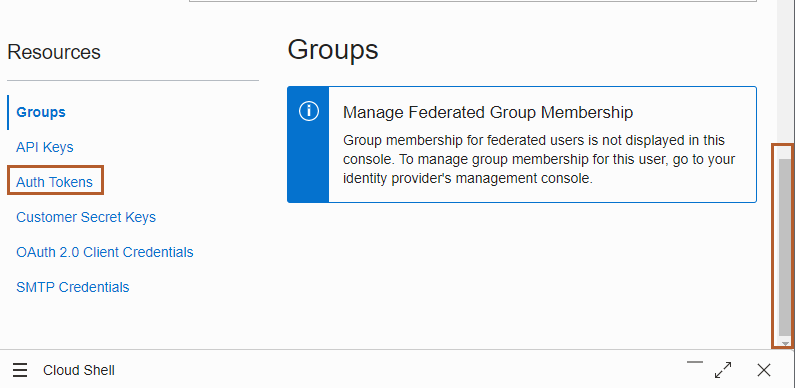 Resources
Groups
API Keys
Auth Tokens
Customer Secret Keys
OAuth 2.0 Client Credentials
SMTP Credentials
Groups
Manage Federated Group Membership
Group membership for federated users is not displayed in this
console. To manage group membership for this user, go to your
identity provider's management console.
Cloud Shell